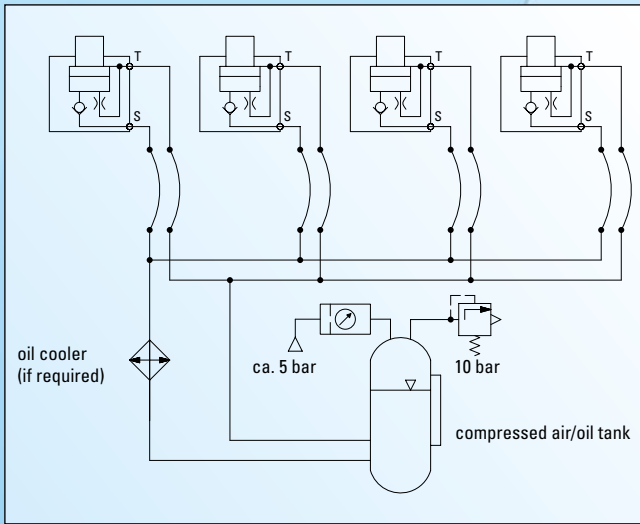 T
T
T
T
S
S
S
S
oil cooler
(if required)
ca. 5 bar
10 bar
compressed air/oil tank